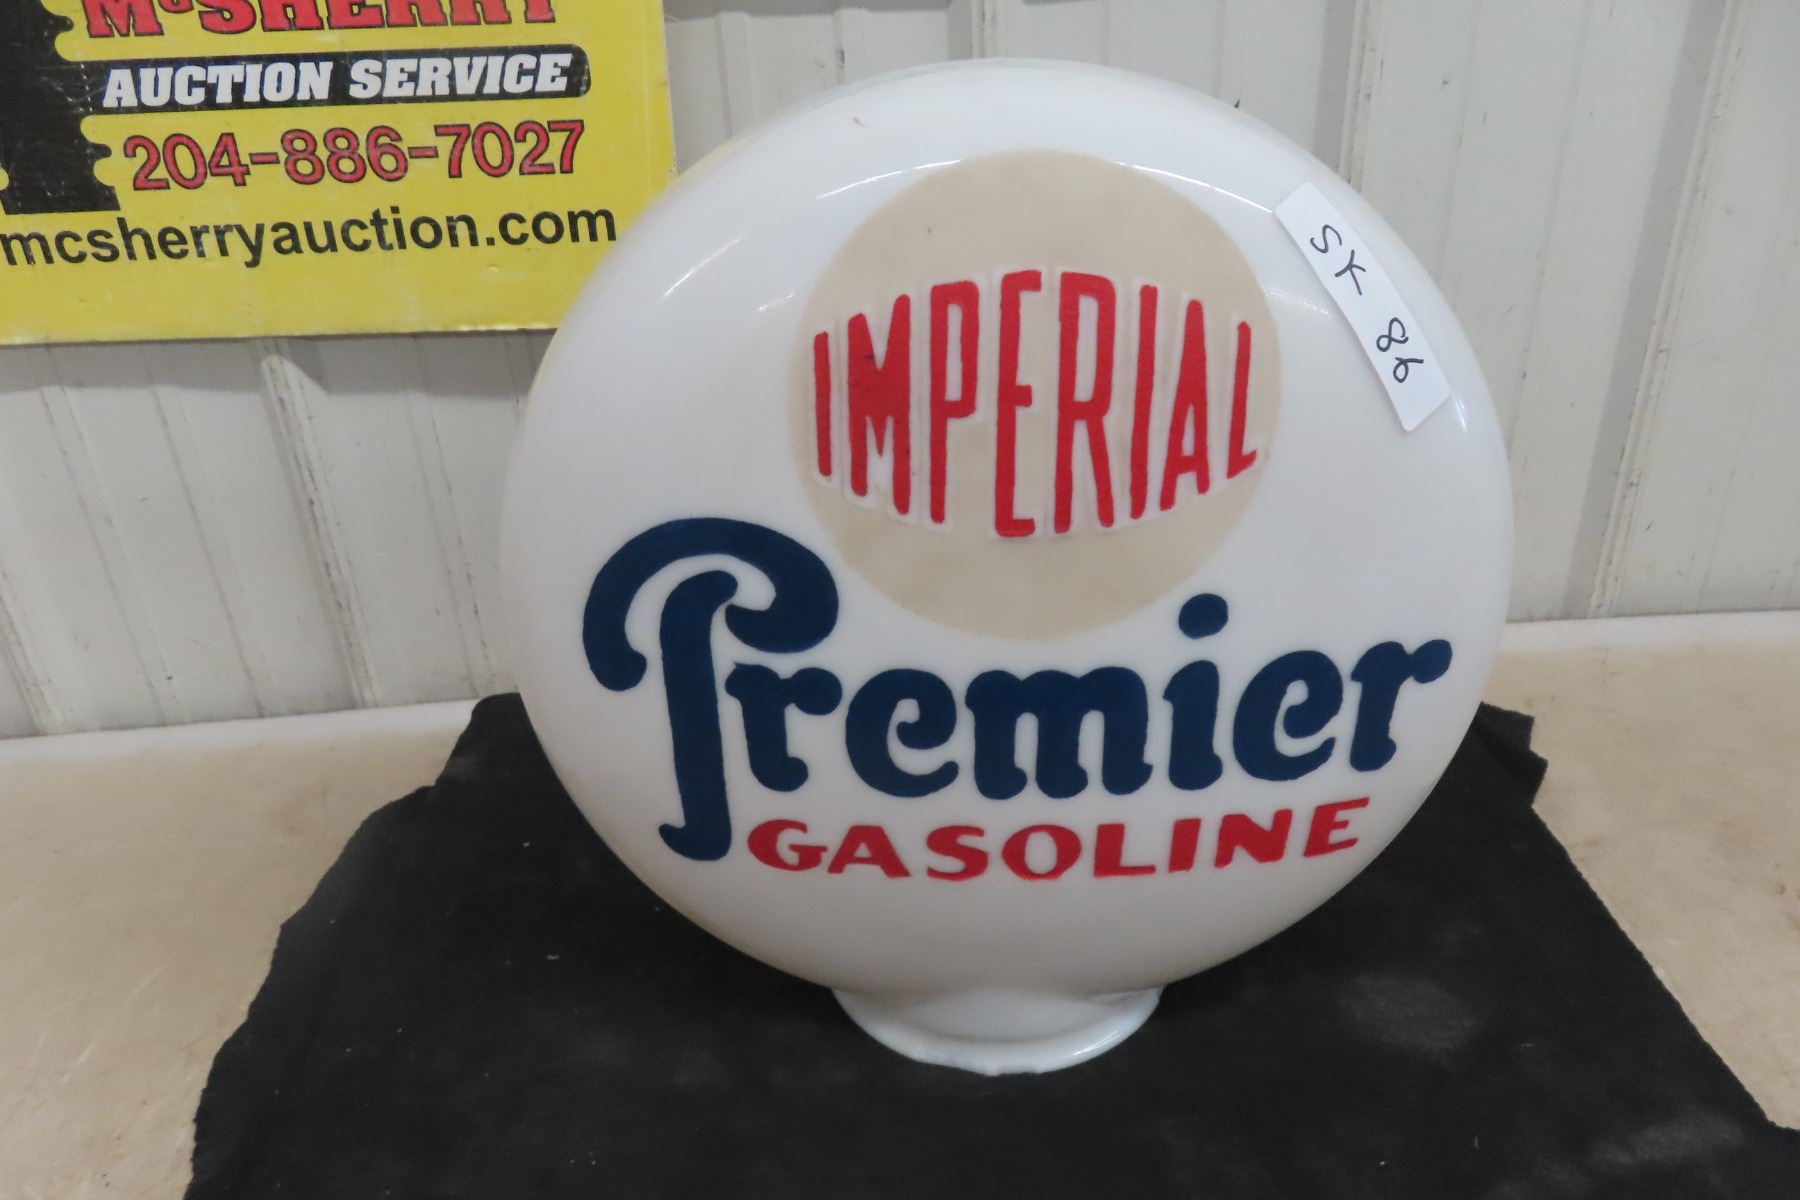 McSHERRY
AUCTION SERVICE
204-886-7027
mcsherryauction.com
SK 86
IMPERIAL
Premier
GASOLINE